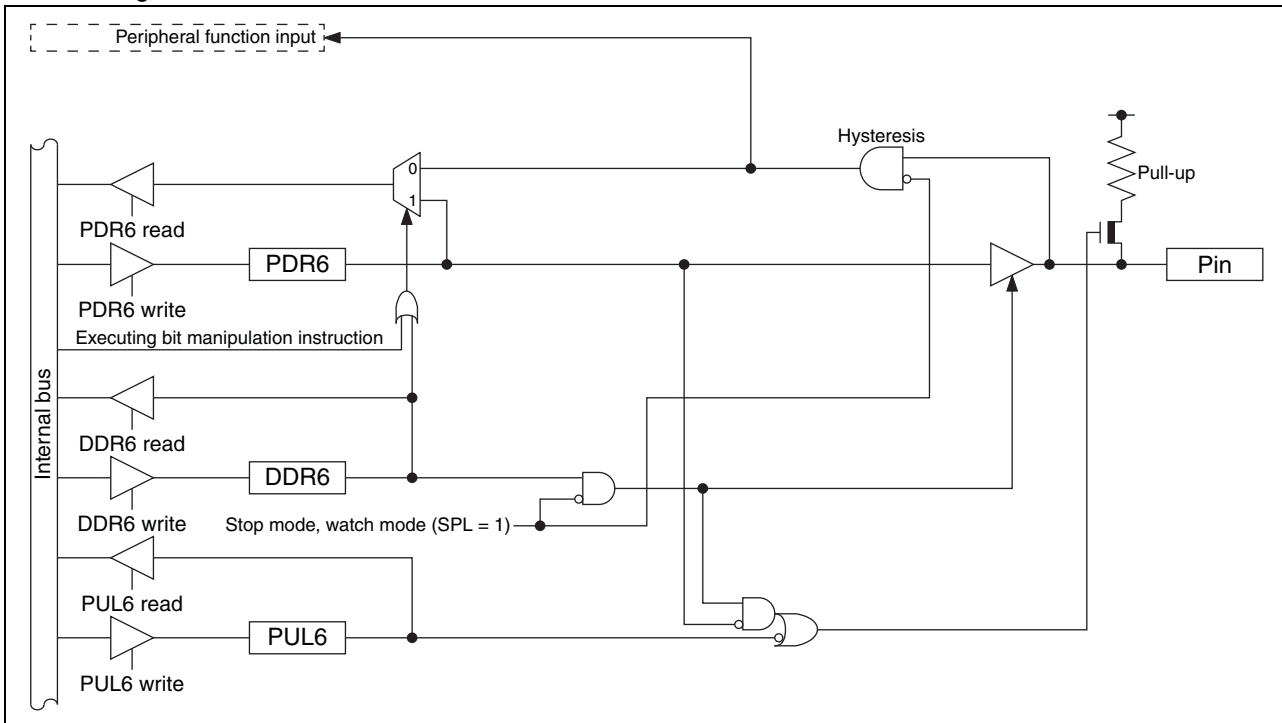 Peripheral function input
Hysteresis
0
Pull-up
1
PDR6 read
PDR6
Pin
PDR6 write
Executing bit manipulation instruction
Internal bus
DDR6 read
DDR6
DDR6 write
Stop mode, watch mode (SPL = 1)
PUL6 read
PUL6
PUL6 write